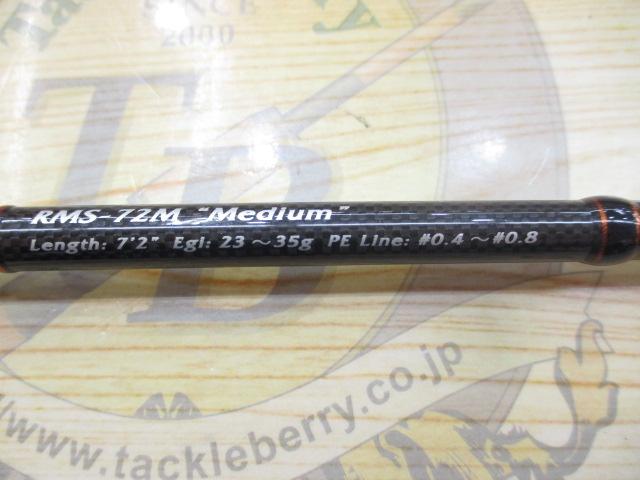 SINCE
2000
TB
RMS-72M "Medium"
Length: 7'2" Egi: 23～35g PE Line: #0.4～#0.8
www.tackleberry.co.jp